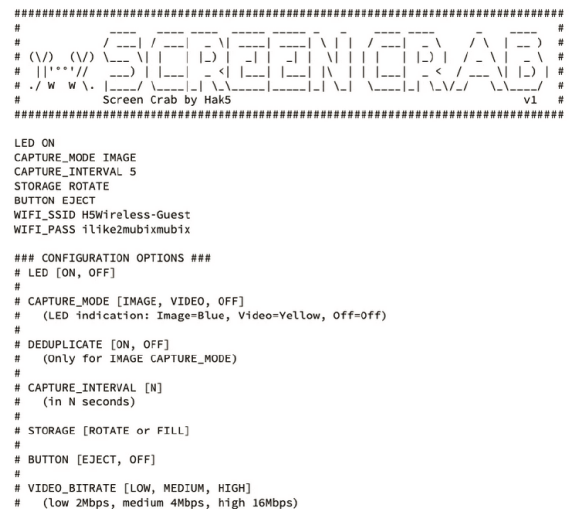 ################################################################################
# Screen Crab by Hak5 v1 #
################################################################################
LED ON
CAPTURE_MODE IMAGE
CAPTURE_INTERVAL 5
STORAGE ROTATE
BUTTON EJECT
WIFI_SSID H5Wireless-Guest
WIFI_PASS ilike2mubixmubix
### CONFIGURATION OPTIONS ###
# LED [ON, OFF]
#
# CAPTURE_MODE [IMAGE, VIDEO, OFF]
#   (LED indication: Image=Blue, Video=Yellow, Off=Off)
#
# DEDUPLICATE [ON, OFF]
#   (Only for IMAGE CAPTURE_MODE)
#
# CAPTURE_INTERVAL [N]
#   (in N seconds)
#
# STORAGE [ROTATE or FILL]
#
# BUTTON [EJECT, OFF]
#
# VIDEO_BITRATE [LOW, MEDIUM, HIGH]
#   (low 2Mbps, medium 4Mbps, high 16Mbps)